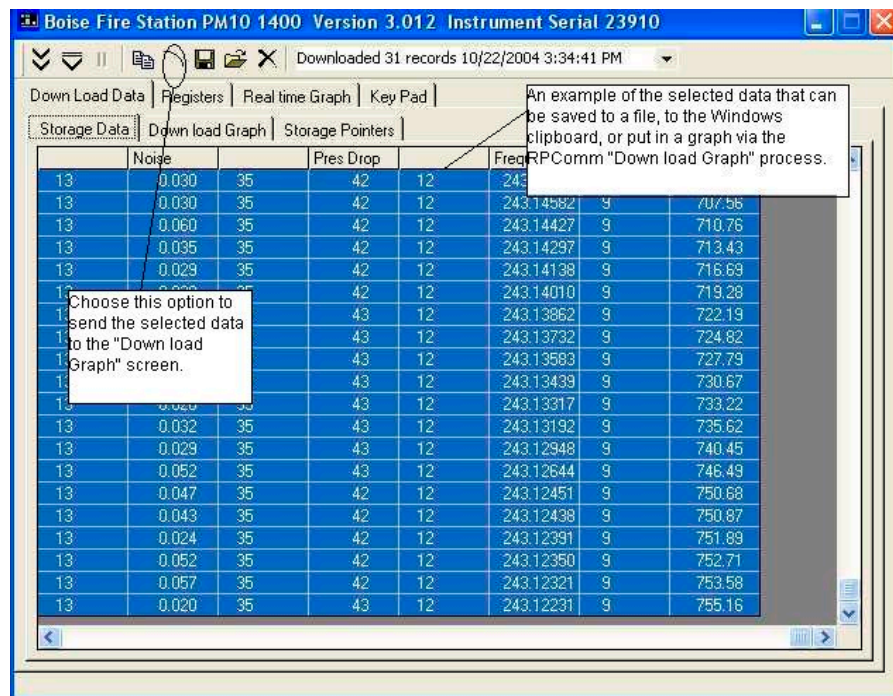 Boise Fire Station PM10 1400 Version 3.012 Instrument Serial 23910
Downloaded 31 records 10/22/2004 3:34:41 PM
Down Load Data Registers Real time Graph Key Pad
Storage Data Down load Graph Storage Pointers
An example of the selected data that can
be saved to a file, to the Windows
clipboard, or put in a graph via the
RPComm "Down load Graph" process.
Noise Pres Drop
13 0.030 35 42 12
13 0.030 35 42 12 243.14582 9 707.56
13 0.060 35 42 12 243.14427 9 710.76
13 0.035 35 42 12 243.14297 9 713.43
13 0.029 35 42 12 243.14138 9 716.69
42 12 243.14010 9 719.28
43 12 243.13862 9 722.19
43 12 243.13732 9 724.82
43 12 243.13583 9 727.79
43 12 243.13439 9 730.67
43 12 243.13317 9 733.22
Choose this option to
send the selected data
to the "Down load
Graph" screen.
13 0.032 35 43 12 243.13192 9 735.62
13 0.029 35 43 12 243.12948 9 740.45
13 0.052 35 43 12 243.12644 9 746.49
13 0.047 35 42 12 243.12451 9 750.68
13 0.043 35 42 12 243.12438 9 750.87
13 0.024 35 42 12 243.12391 9 751.89
13 0.052 35 42 12 243.12350 9 752.71
13 0.057 35 42 12 243.12321 9 753.58
13 0.020 35 43 12 243.12231 9 755.16